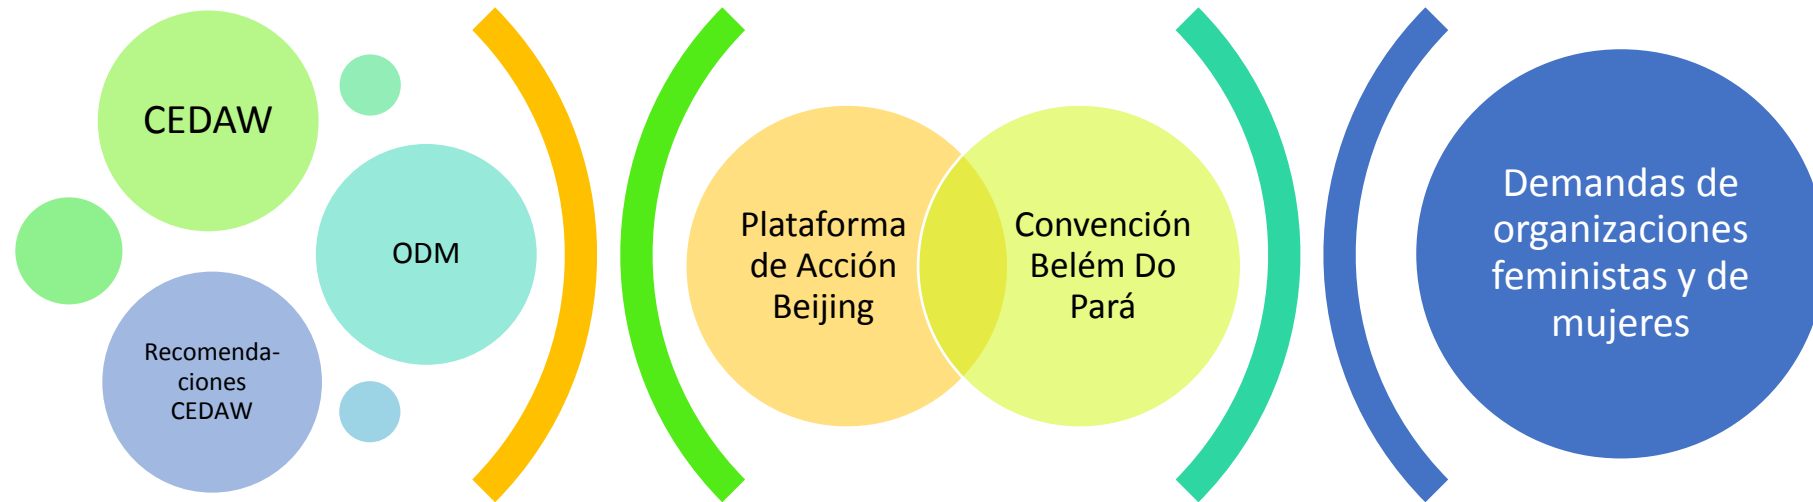 CEDAW
ODM
Recomenda-
ciones
CEDAW
Plataforma
de Acción
Beijing
Convención
Belém Do
Pará
Demandas de
organizaciones
feministas y de
mujeres